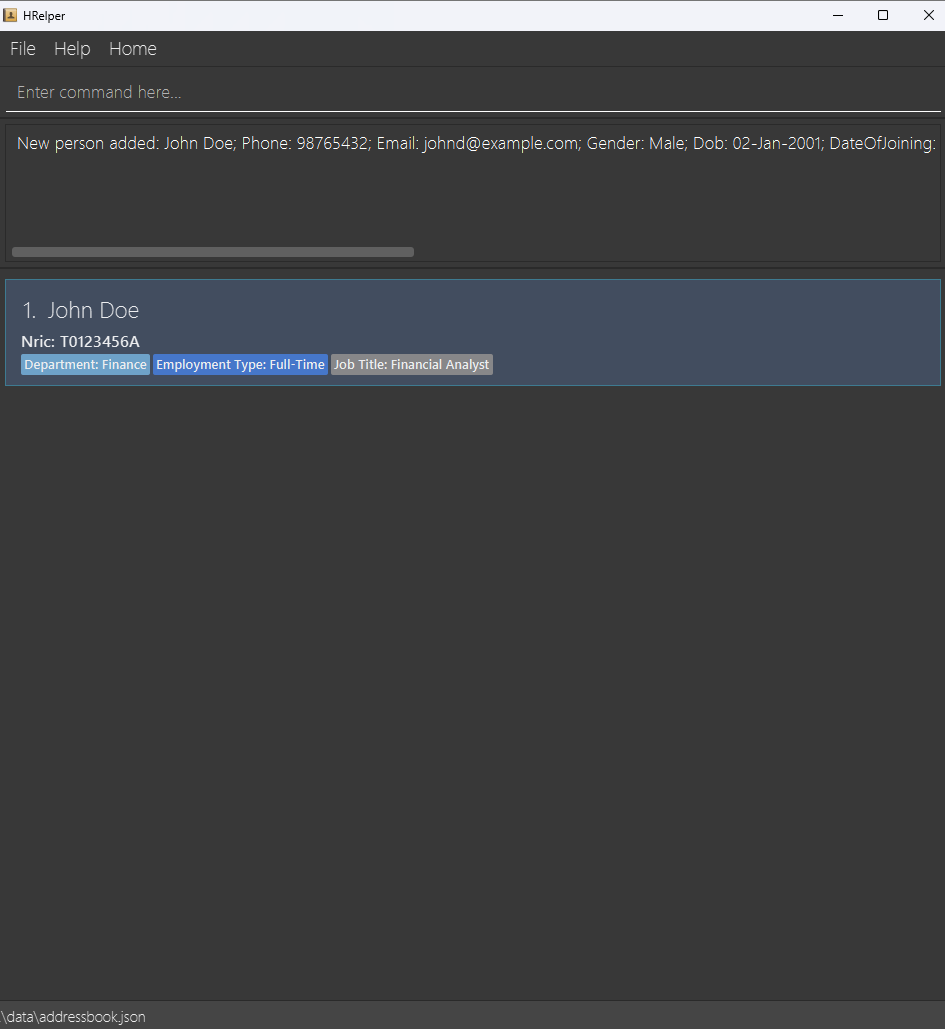 HRelper
File Help Home
Enter command here...
New person added: John Doe; Phone: 98765432; Email: johnd@example.com; Gender: Male; Dob: 02-Jan-2001; DateOfJoining:
1. John Doe
Nric: T0123456A
Department: Finance Employment Type: Full-Time Job Title: Financial Analyst
\data\addressbook.json